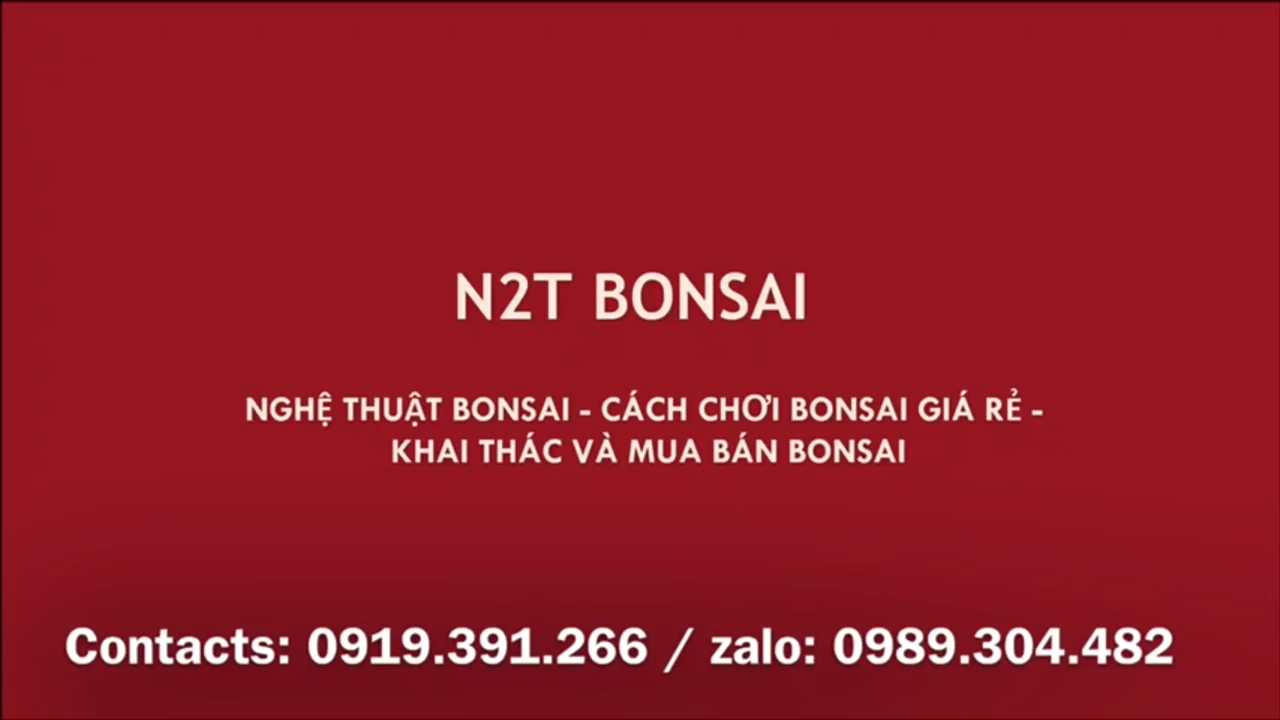 N2T BONSAI
NGHỆ THUẬT BONSAI - CÁCH CHƠI BONSAI GIÁ RẺ -
KHAI THÁC VÀ MUA BÁN BONSAI
Contacts: 0919.391.266 / zalo: 0989.304.482